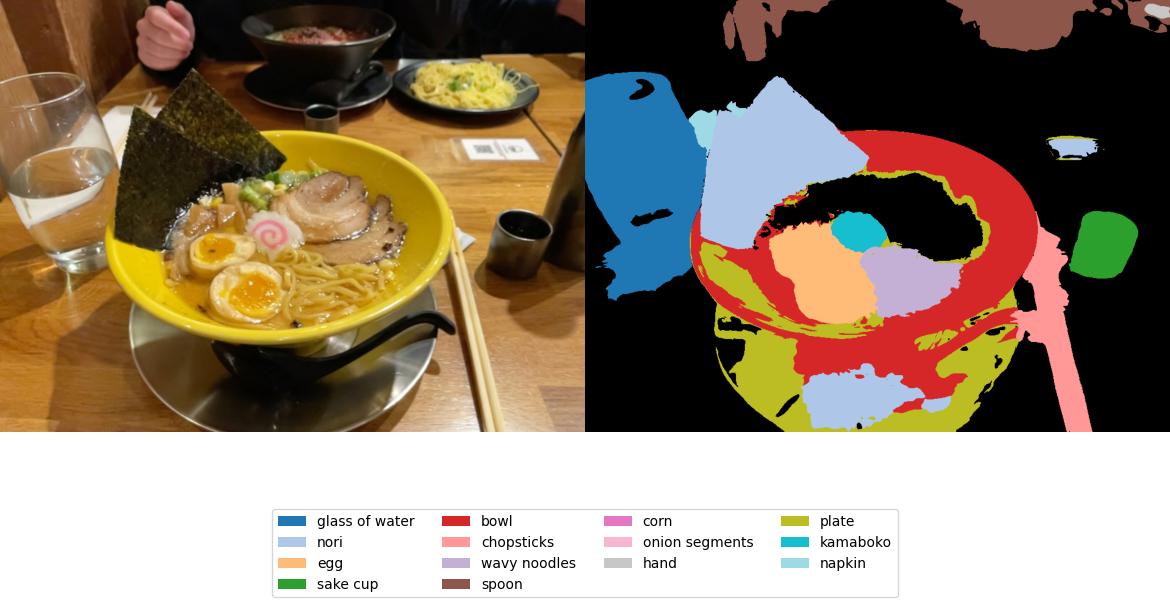 glass of water
nori
egg
sake cup
bowl
chopsticks
wavy noodles
spoon
corn
onion segments
hand
plate
kamaboko
napkin